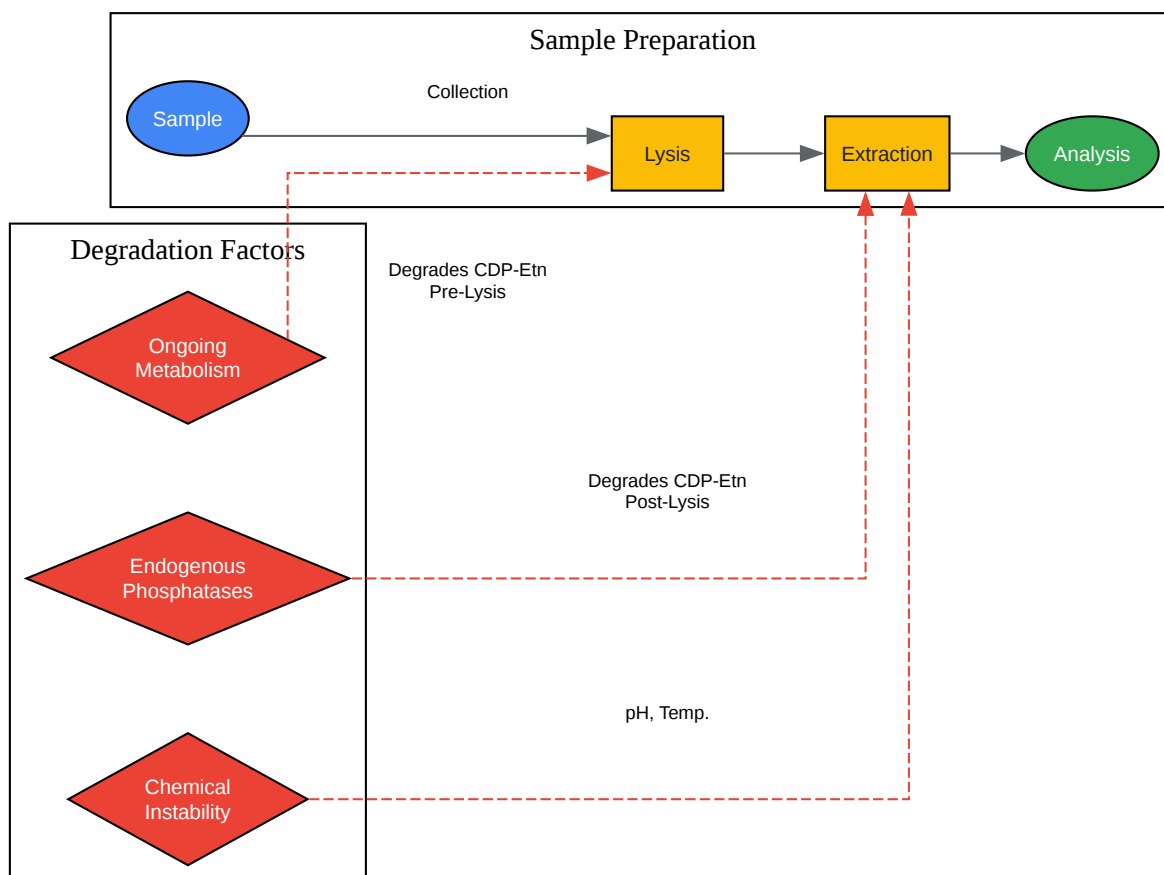 Sample Preparation
Collection
Sample
Lysis
Extraction
Analysis
Degradation Factors
Degrades CDP-Etn
Pre-Lysis
Ongoing
Metabolism
Degrades CDP-Etn
Post-Lysis
Endogenous
Phosphatases
pH, Temp.
Chemical
Instability